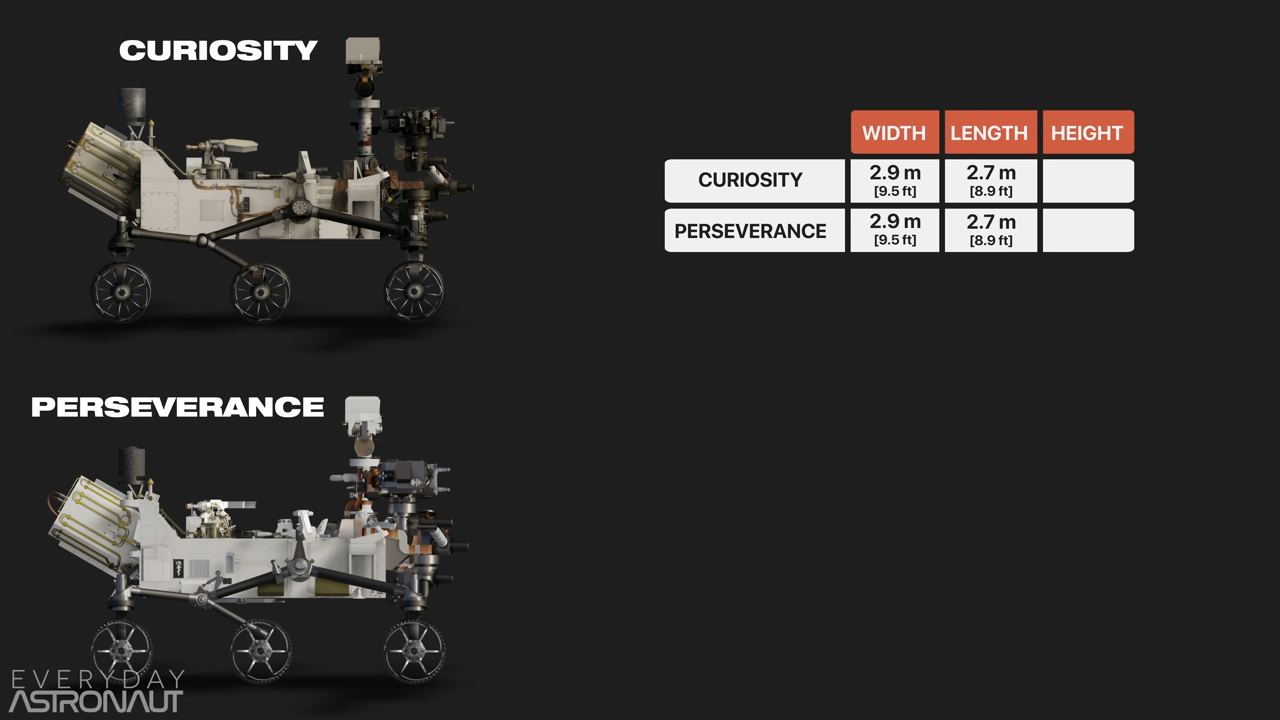 CURIOSITY
WIDTH LENGTH HEIGHT
CURIOSITY 2.9 m 2.7 m
[9.5 ft] [8.9 ft]
PERSEVERANCE 2.9 m 2.7 m
[9.5 ft] [8.9 ft]
PERSEVERANCE
EVERYDAY
ASTRONAUT